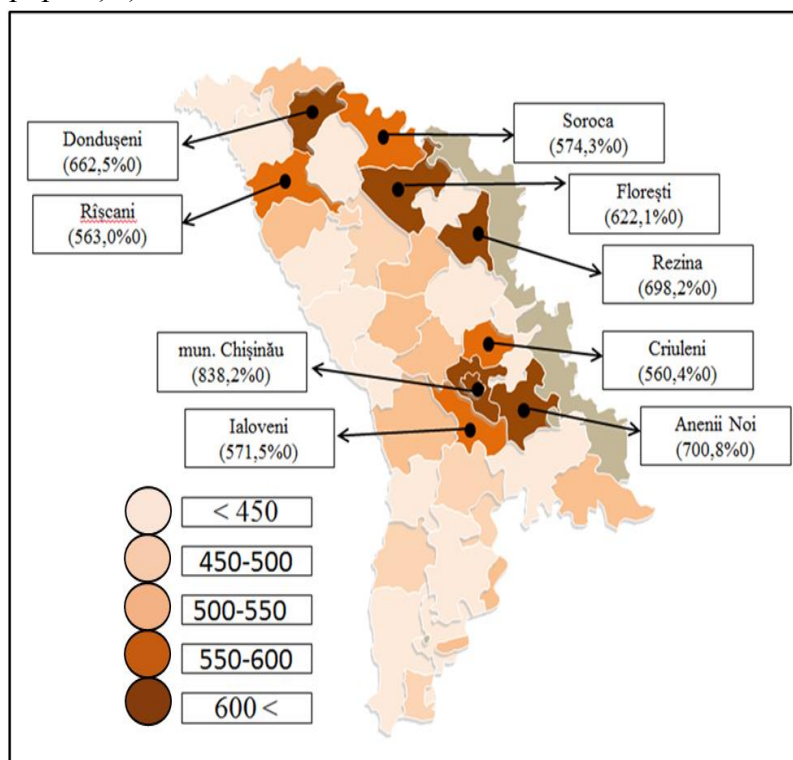 Dondușeni
(662,5%0)
Soroca
(574,3%0)
Rîșcani
(563,0%0)
Florești
(622,1%0)
Rezina
(698,2%0)
mun. Chișinău
(838,2%0)
Criuleni
(560,4%0)
Ialoveni
(571,5%0)
Anenii Noi
(700,8%0)
< 450
450-500
500-550
550-600
600 <